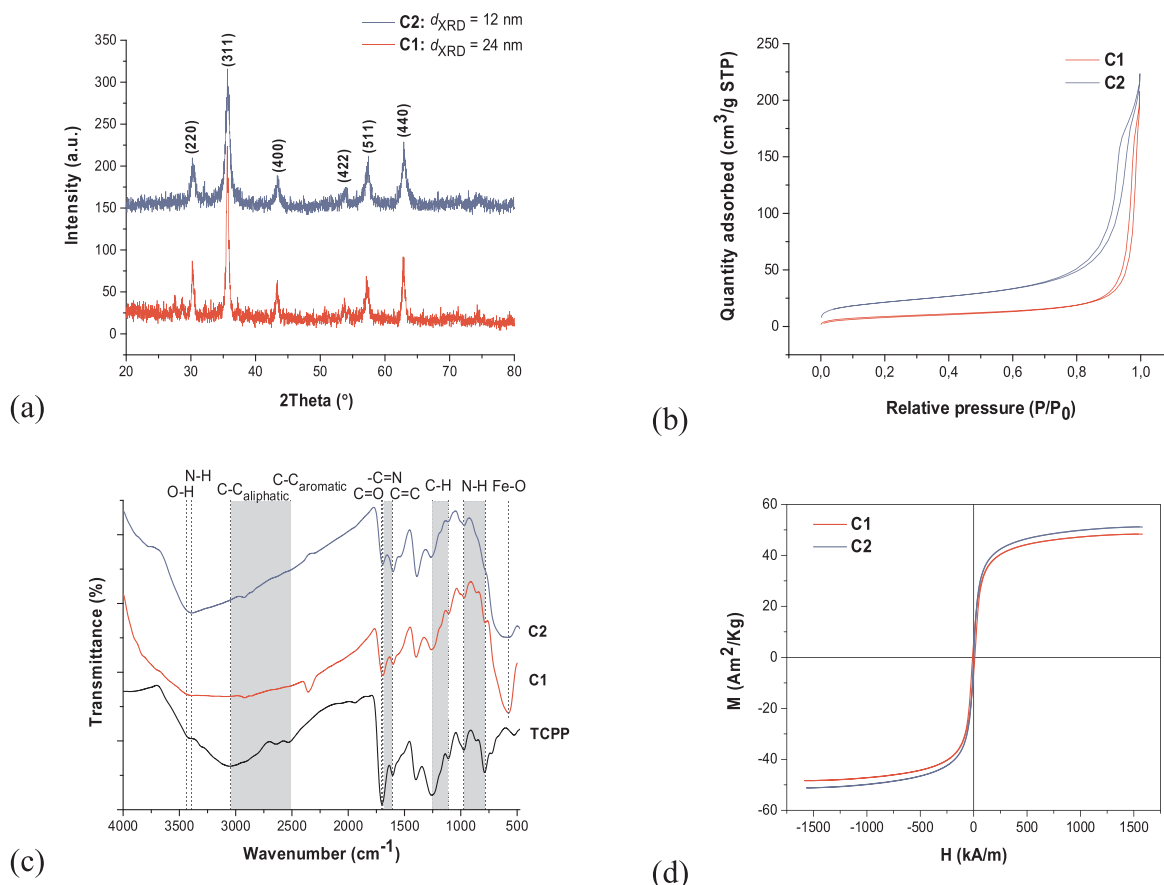 C2: dXRD = 12 nm
C1: dXRD = 24 nm
350
300
250
200
150
100
50
0
Intensity (a.u.)
(220)
(311)
(400)
(422)
(511)
(440)
20 30 40 50 60 70 80
2Theta (°)
(a)
250
200
150
100
50
0
Quantity adsorbed (cm³/g STP)
C1
C2
0,0 0,2 0,4 0,6 0,8 1,0
Relative pressure (P/P0)
(b)
O-H
N-H
C-Caliphatic
C-Caromatic
C=O
-C=N
C=C
C-H
N-H
Fe-O
Transmittance (%)
C2
C1
TCPP
4000 3500 3000 2500 2000 1500 1000 500
Wavenumber (cm-1)
(c)
60
40
20
0
-20
-40
-60
M (Am²/Kg)
C1
C2
-1500 -1000 -500 0 500 1000 1500
H (kA/m)
(d)